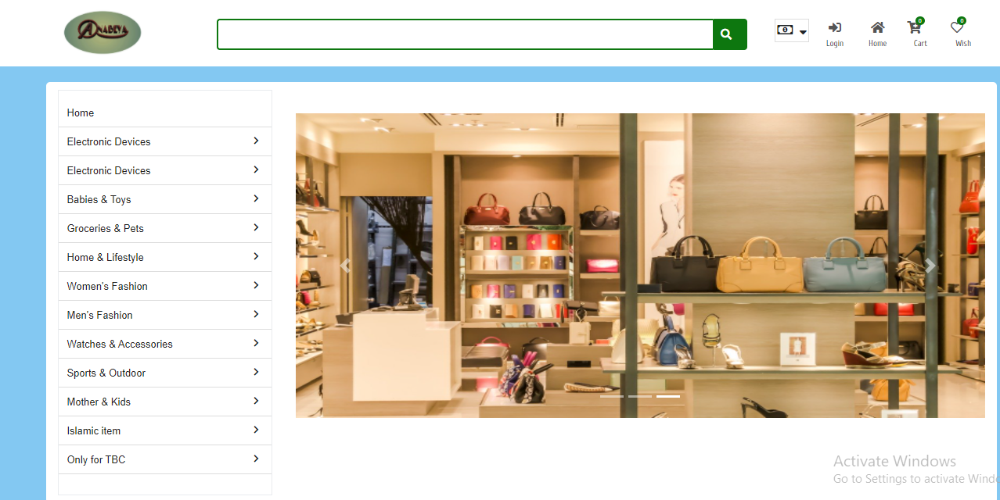 ANABEYA
0
0
Login
Home
Cart
Wish
Home
Electronic Devices
Electronic Devices
Babies & Toys
Groceries & Pets
Home & Lifestyle
Women's Fashion
Men's Fashion
Watches & Accessories
Sports & Outdoor
Mother & Kids
Islamic item
Only for TBC
Activate Windows
Go to Settings to activate Windo